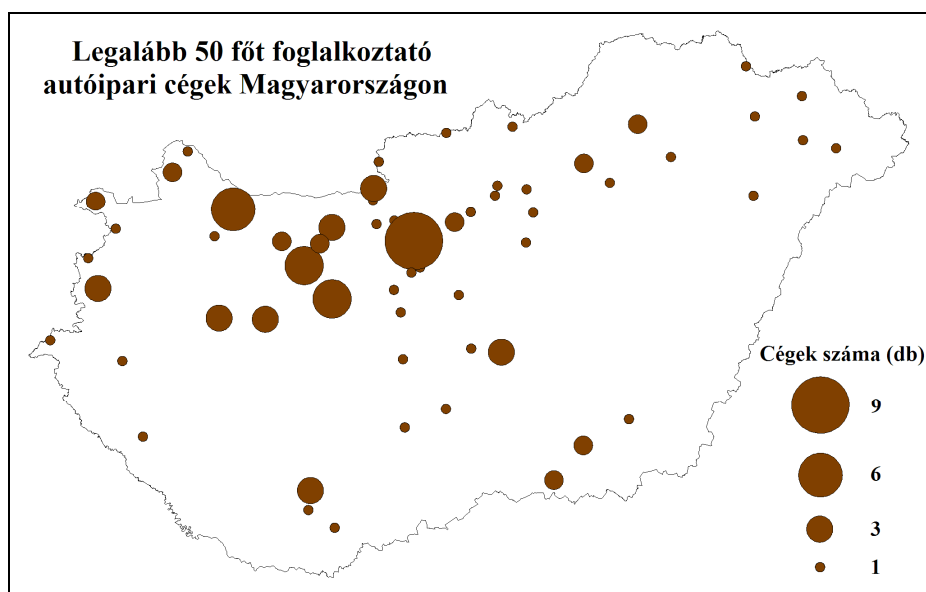 Legalább 50 főt foglalkoztató
autóipari cégek Magyarországon
Cégek száma (db)
9
6
3
1